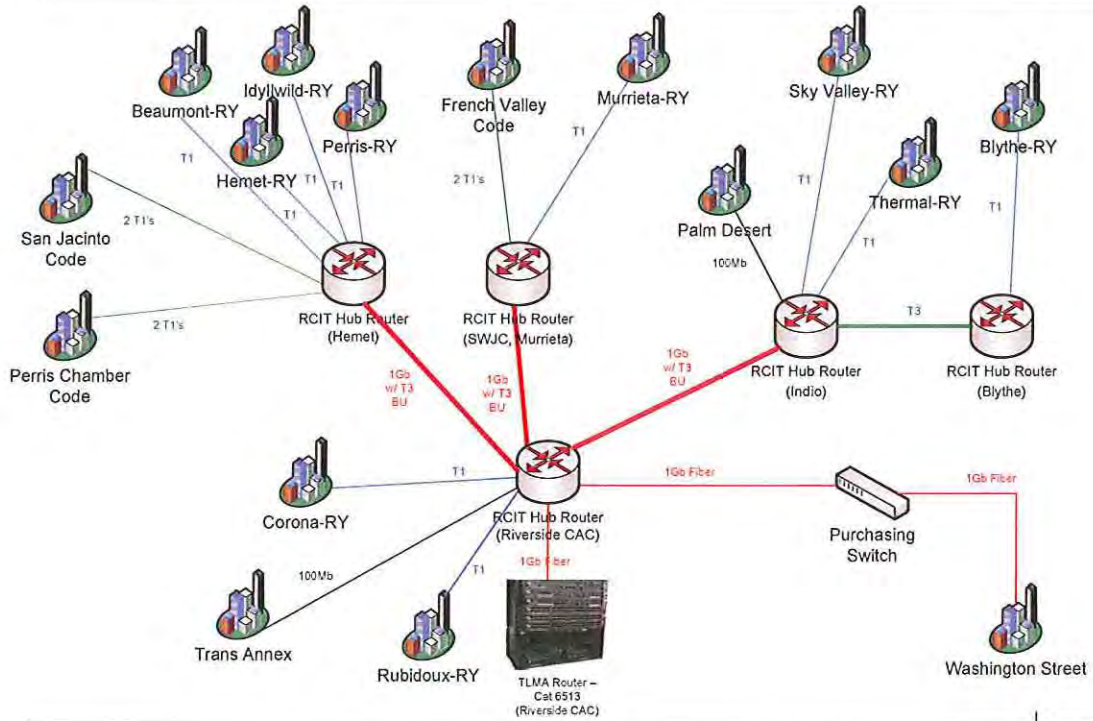 Beaumont-RY
Idyllwild-RY
Hemet-RY
Perris-RY
French Valley
Code
Murrieta-RY
Sky Valley-RY
Blythe-RY
Thermal-RY
Palm Desert
San Jacinto
Code
Perris Chamber
Code
T1
T1
T1
T1
2 T1's
2 T1's
2 T1's
T1
T1
T1
T1
100Mb
T3
RCIT Hub Router
(Hemet)
RCIT Hub Router
(SWJC, Murrieta)
RCIT Hub Router
(Indio)
RCIT Hub Router
(Blythe)
1Gb
w/ T3
BU
1Gb
w/ T3
BU
1Gb
w/ T3
BU
Corona-RY
T1
RCIT Hub Router
(Riverside CAC)
1Gb Fiber
Purchasing
Switch
1Gb Fiber
100Mb
T1
1Gb Fiber
Trans Annex
Rubidoux-RY
TLMA Router –
Cat 6513
(Riverside CAC)
Washington Street